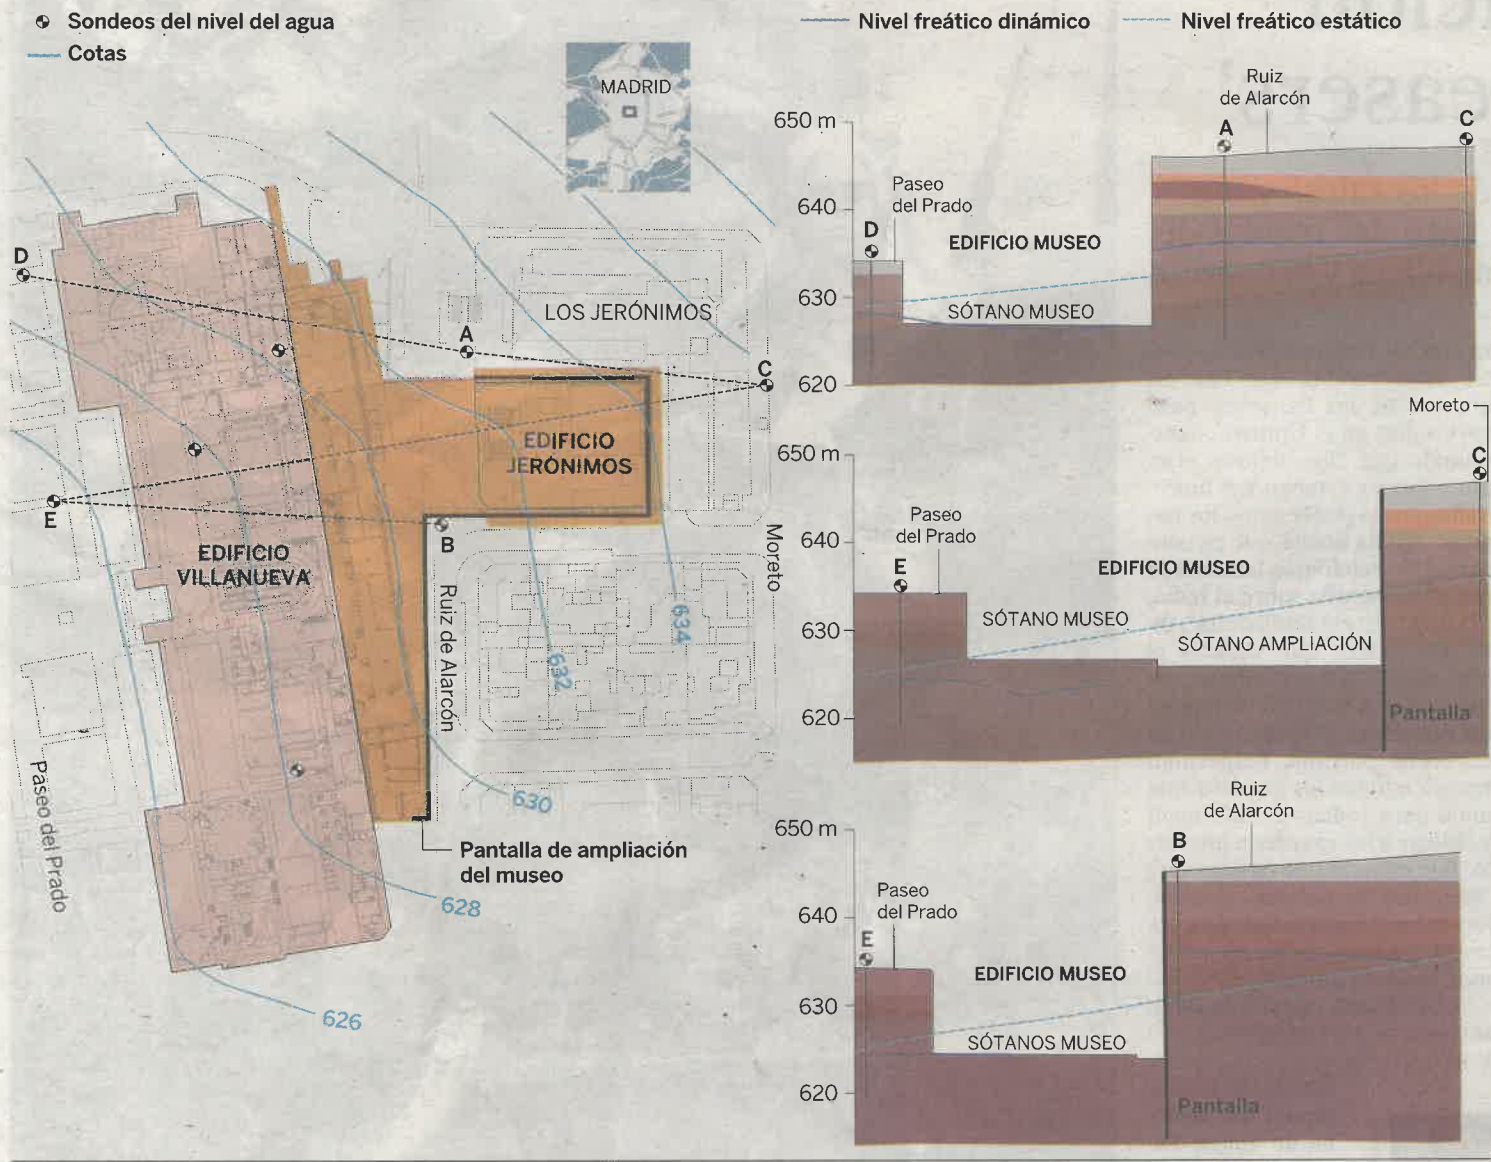 Sondeos del nivel del agua
Cotas
MADRID
D
A
LOS JERÓNIMOS
C
EDIFICIO
JERÓNIMOS
E
B
EDIFICIO
VILLANUEVA
Moreto
Ruiz de Alarcón
634
632
630
Paseo del Prado
Pantalla de ampliación
del museo
628
626
Nivel freático dinámico
Nivel freático estático
Ruiz
de Alarcón
650 m
A
C
Paseo
del Prado
640
D
EDIFICIO MUSEO
630
SÓTANO MUSEO
620
Moreto
650 m
C
Paseo
del Prado
640
E
EDIFICIO MUSEO
SÓTANO MUSEO
630
SÓTANO AMPLIACIÓN
620
Pantalla
Ruiz
de Alarcón
650 m
B
Paseo
del Prado
640
E
EDIFICIO MUSEO
630
SÓTANOS MUSEO
620
Pantalla